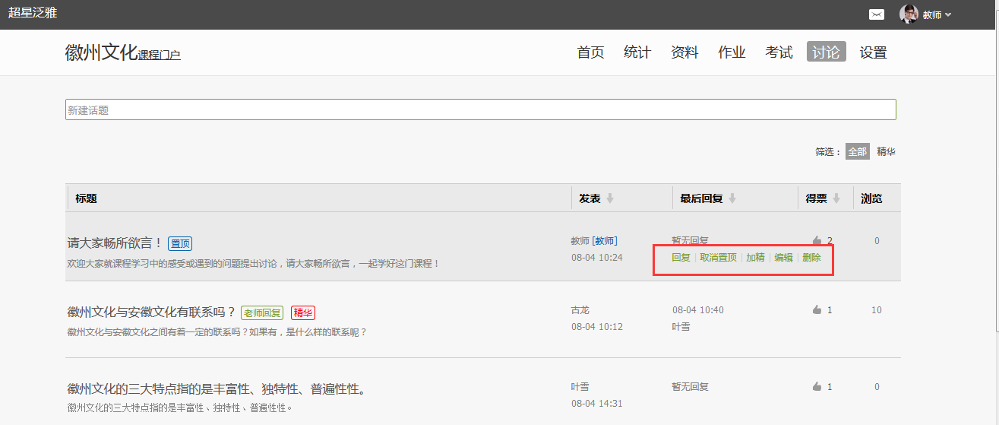 超星泛雅
教师
徽州文化课程门户
首页 统计 资料 作业 考试 讨论 设置
新建话题
筛选： 全部 精华
标题 发表 最后回复 得票 浏览
请大家畅所欲言！ 置顶 教师 [教师] 暂无回复 2 0
欢迎大家就课程学习中的感受或遇到的问题提出讨论，请大家畅所欲言，一起学好这门课程！ 08-04 10:24 回复 | 取消置顶 | 加精 | 编辑 | 删除
徽州文化与安徽文化有联系吗？ 老师回复 精华 古龙 08-04 10:40 1 10
徽州文化与安徽文化之间有着一定的联系吗？如果有，是什么样的联系呢？ 08-04 10:12 叶雪
徽州文化的三大特点指的是丰富性、独特性、普遍性性。 叶雪 暂无回复 1 0
徽州文化的三大特点指的是丰富性、独特性、普遍性性。 08-04 14:31